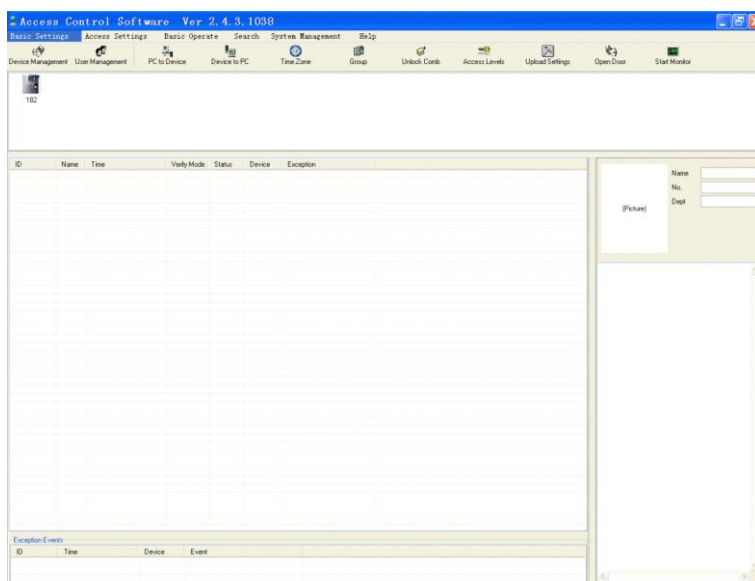 Access Control Software Ver 2.4.3.1038
Basic Settings Access Settings Basic Operate Search System Management Help
Device Management User Management PC to Device Device to PC Time Zone Group Unlock Comb. Access Levels Upload Settings Open Door Start Monitor
182
ID Name Time Verify Mode Status Device Exception
Name
No.
Dept
(Picture)
Exception Events
ID Time Device Event